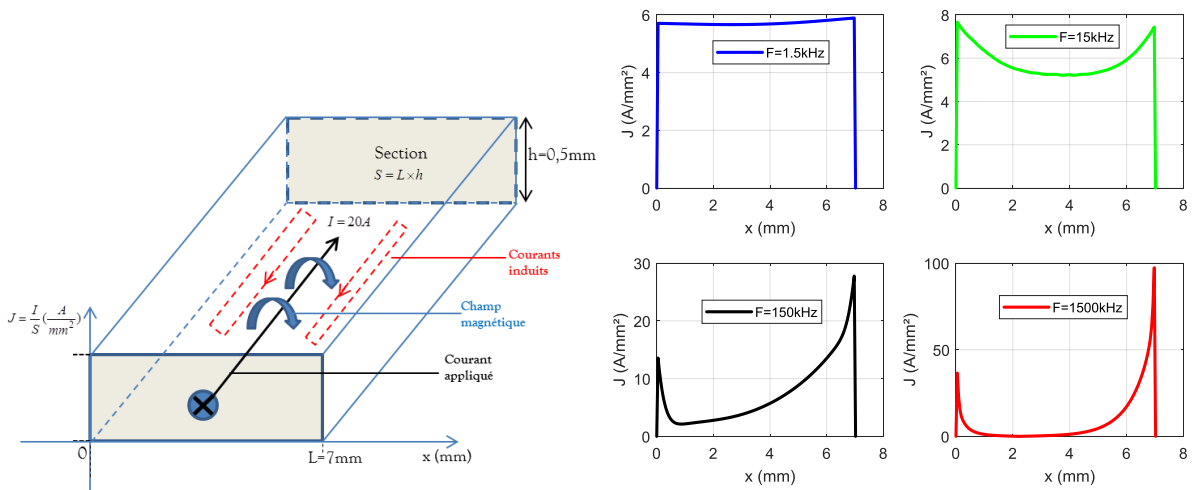 Section
S = L × h
h=0,5mm
I = 20A
Courants
induits
Champ
magnétique
Courant
appliqué
J = I/S (A/mm²)
O
L=7mm
x (mm)
6
4
2
0
J (A/mm²)
F=1.5kHz
0 2 4 6 8
x (mm)
8
6
4
2
0
J (A/mm²)
F=15kHz
0 2 4 6 8
x (mm)
30
20
10
0
J (A/mm²)
F=150kHz
0 2 4 6 8
x (mm)
100
50
0
J (A/mm²)
F=1500kHz
0 2 4 6 8
x (mm)